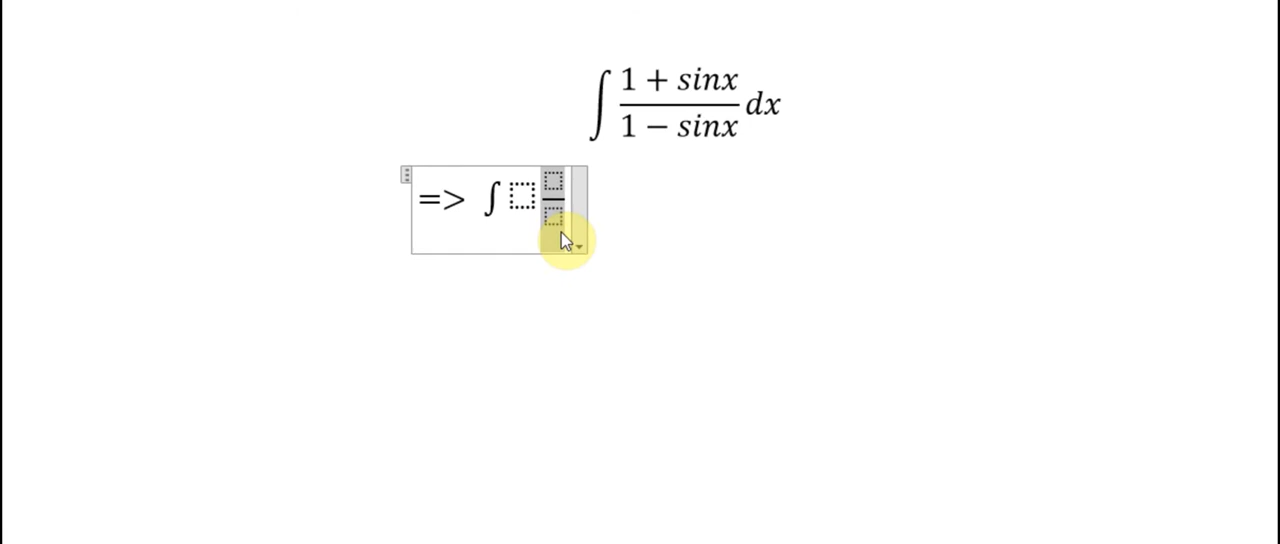 ∫ (1 + sinx)/(1 − sinx) dx
=> ∫